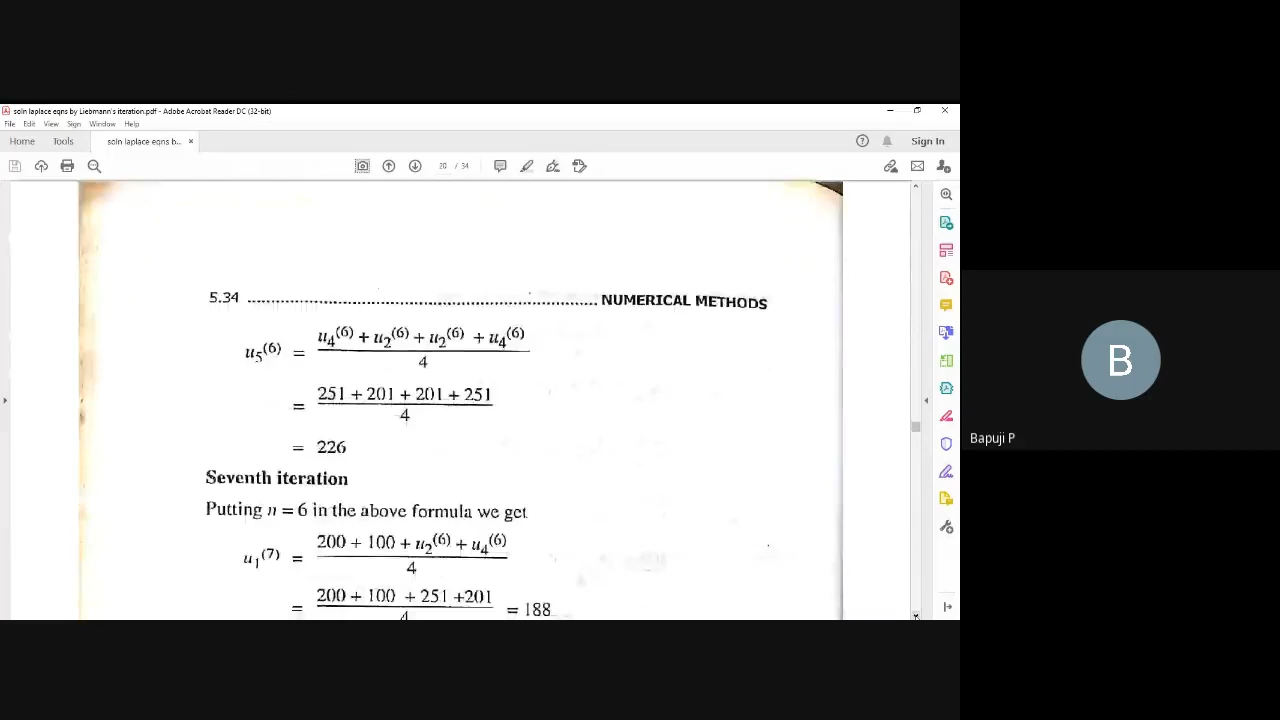 soln laplace eqns by Liebmann's iteration.pdf - Adobe Acrobat Reader DC (32-bit)
File Edit View Sign Window Help
Home Tools soln laplace eqns b... × Sign In
20 / 34
5.34 ........................................ NUMERICAL METHODS
u₅⁽⁶⁾ = (u₄⁽⁶⁾ + u₂⁽⁶⁾ + u₂⁽⁶⁾ + u₄⁽⁶⁾) / 4
= (251 + 201 + 201 + 251) / 4
= 226
Seventh iteration
Putting n = 6 in the above formula we get
u₁⁽⁷⁾ = (200 + 100 + u₂⁽⁶⁾ + u₄⁽⁶⁾) / 4
= (200 + 100 + 251 +201) / 4 = 188
B
Bapuji P